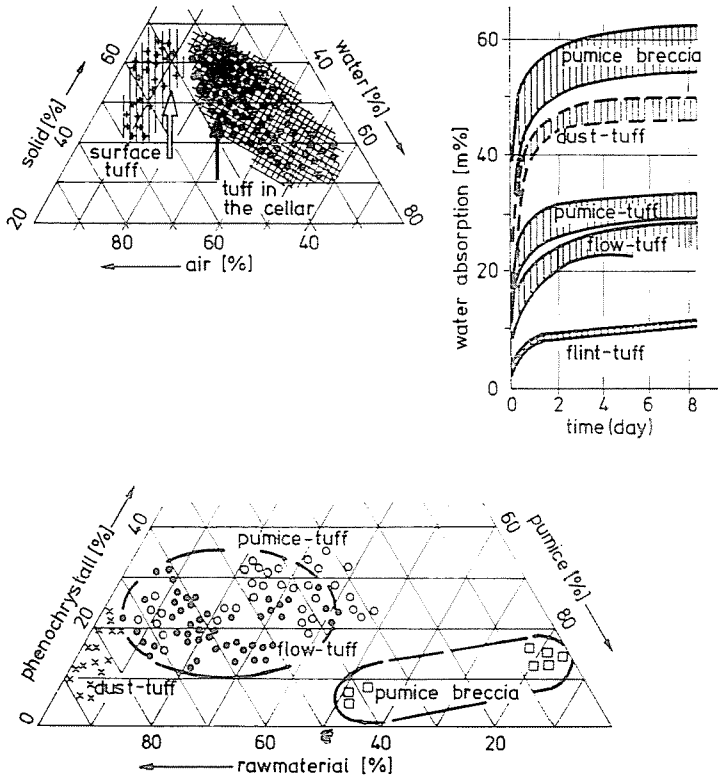 60
solid [%]
40
20
surface
tuff
tuff in
the cellar
water [%]
40
60
80
80
60
40
air [%]
water absorption [m%]
60
40
20
0
pumice breccia
dust-tuff
pumice-tuff
flow-tuff
flint-tuff
0 2 4 6 8
time (day)
phenochrystall [%]
40
20
0
pumice-tuff
flow-tuff
dust-tuff
pumice breccia
60
pumice [%]
80
80 60 40 20
rawmaterial [%]